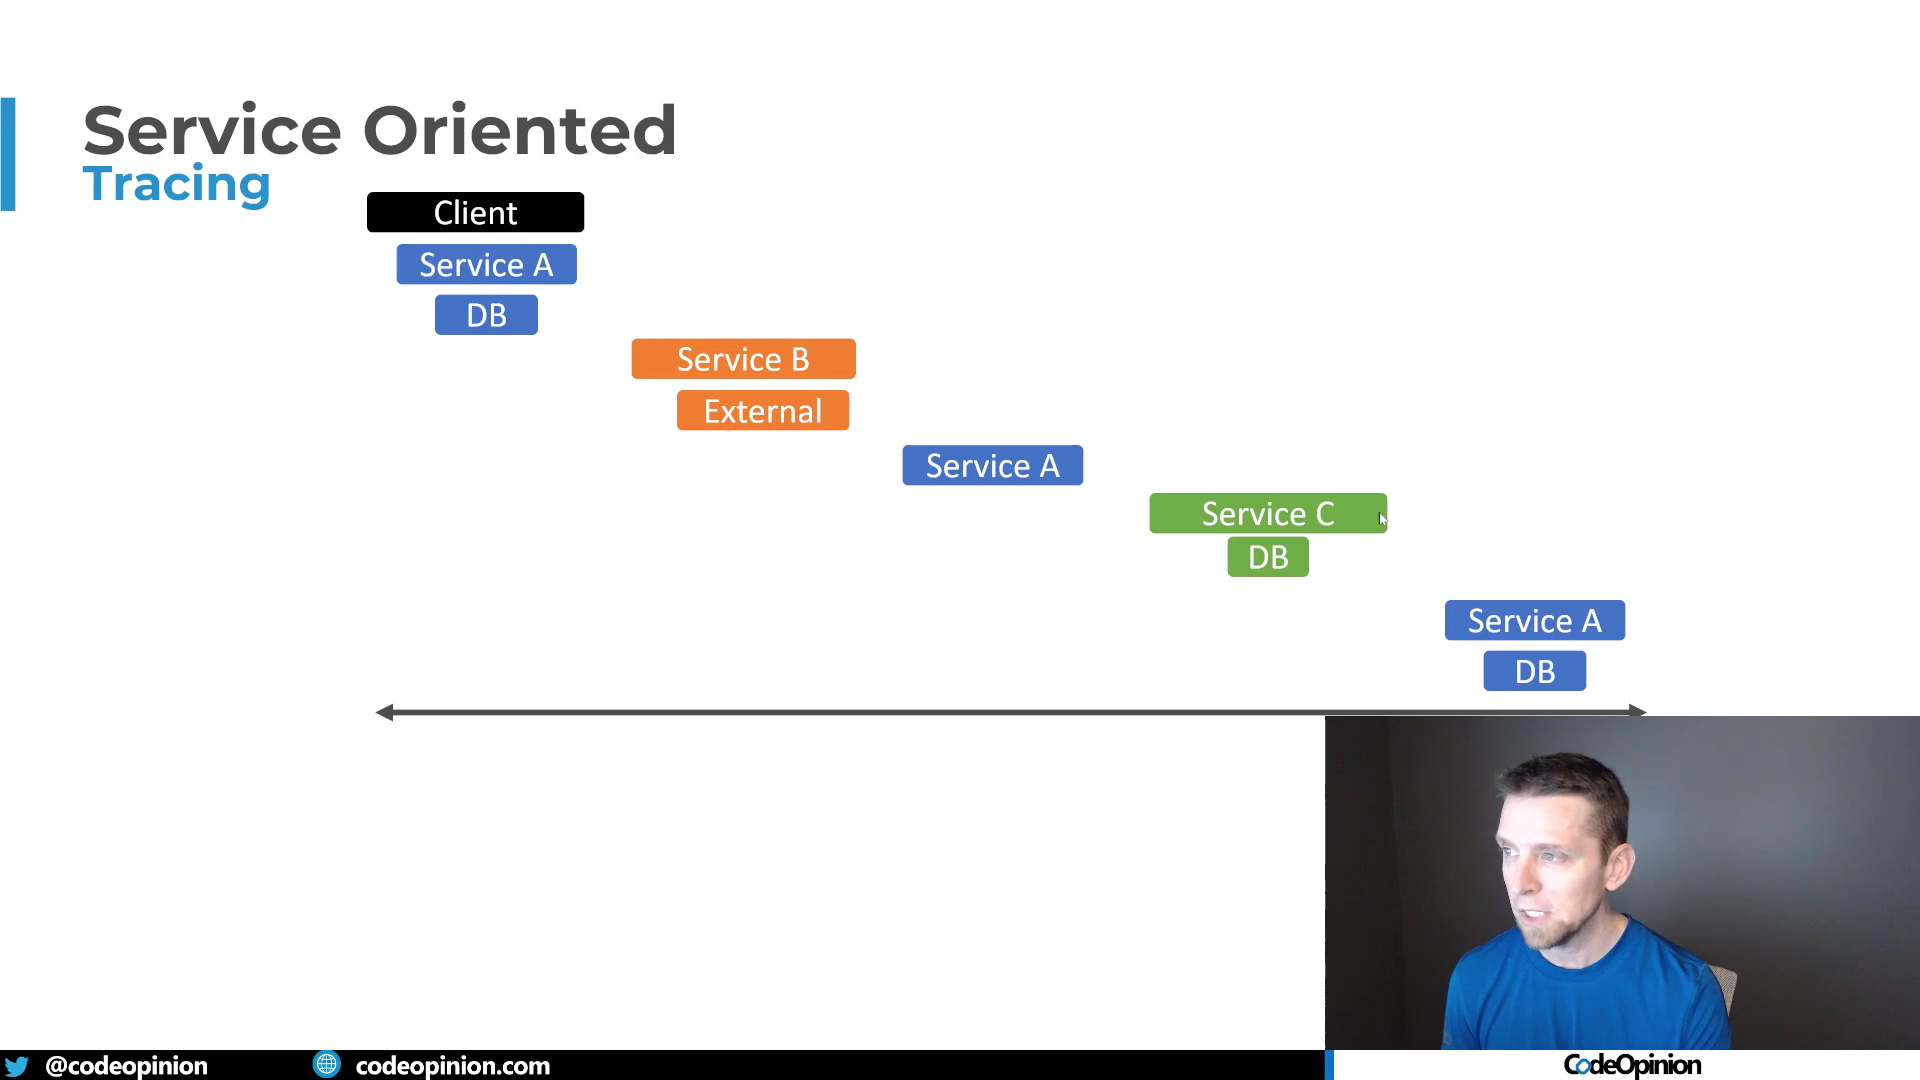 Service Oriented
Tracing
Client
Service A
DB
Service B
External
Service A
Service C
DB
Service A
DB
@codeopinion
codeopinion.com
CodeOpinion